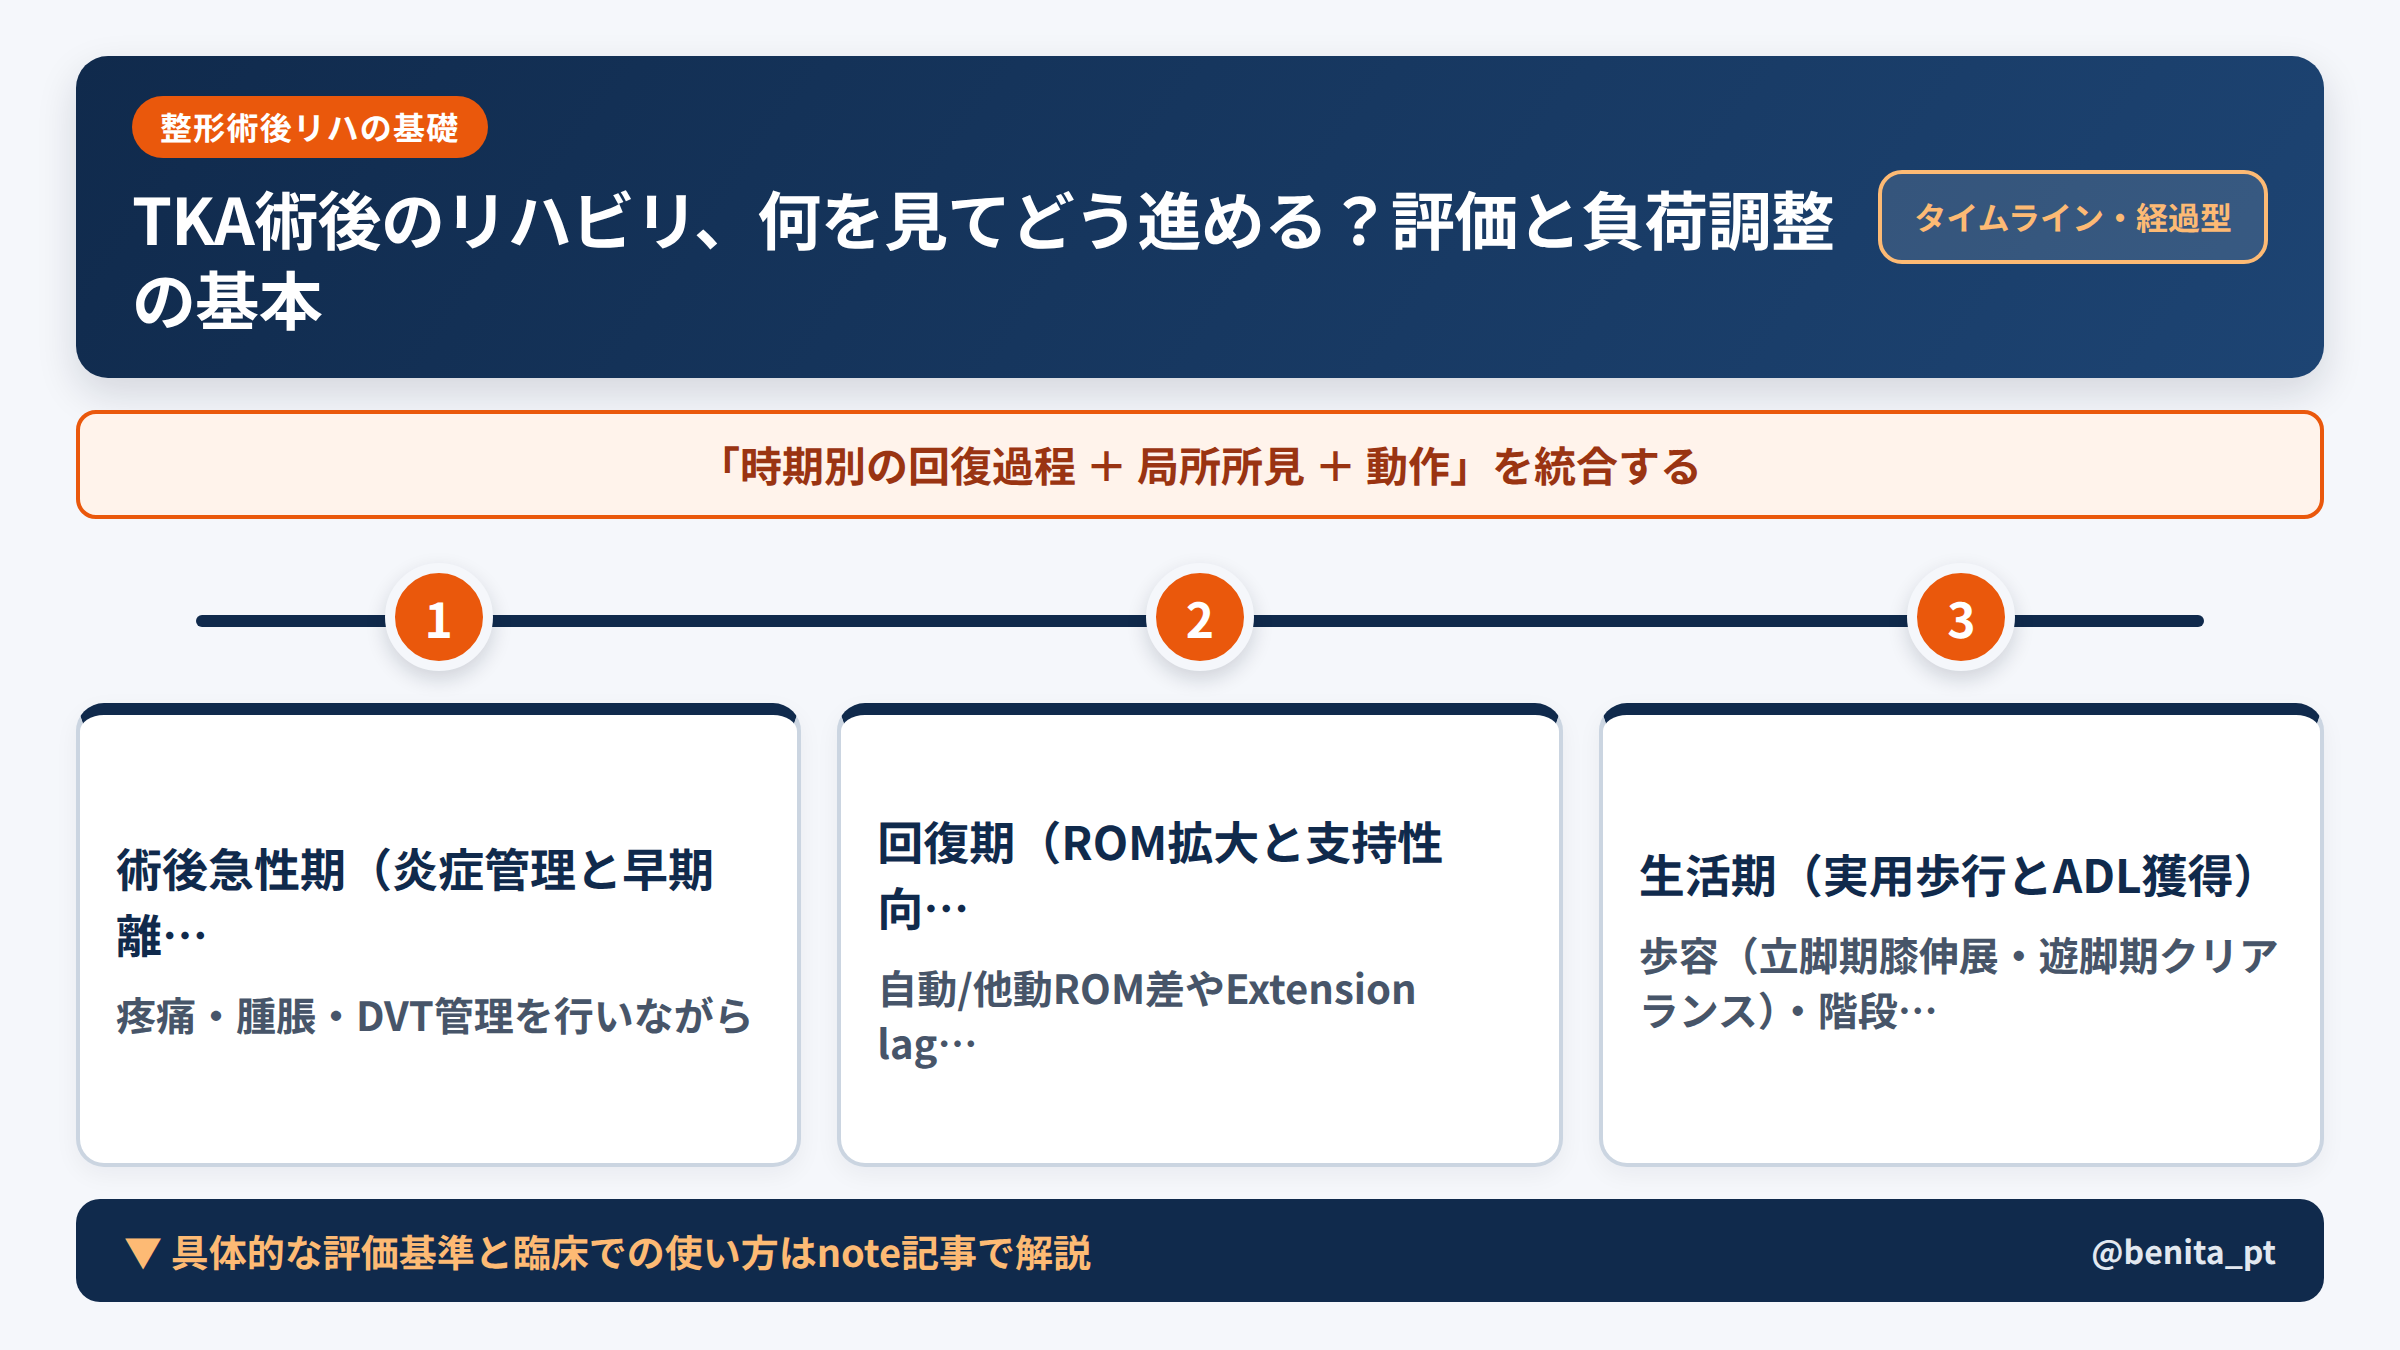 整形術後リハの基礎
TKA術後のリハビリ、何を見てどう進める？評価と負荷調整
の基本
タイムライン・経過型
「時期別の回復過程 ＋ 局所所見 ＋ 動作」を統合する
1
2
3
術後急性期（炎症管理と早期
離…
疼痛・腫脹・DVT管理を行いながら
回復期（ROM拡大と支持性
向…
自動/他動ROM差やExtension
lag…
生活期（実用歩行とADL獲得）
歩容（立脚期膝伸展・遊脚期クリア
ランス）・階段…
▼ 具体的な評価基準と臨床での使い方はnote記事で解説
@benita_pt